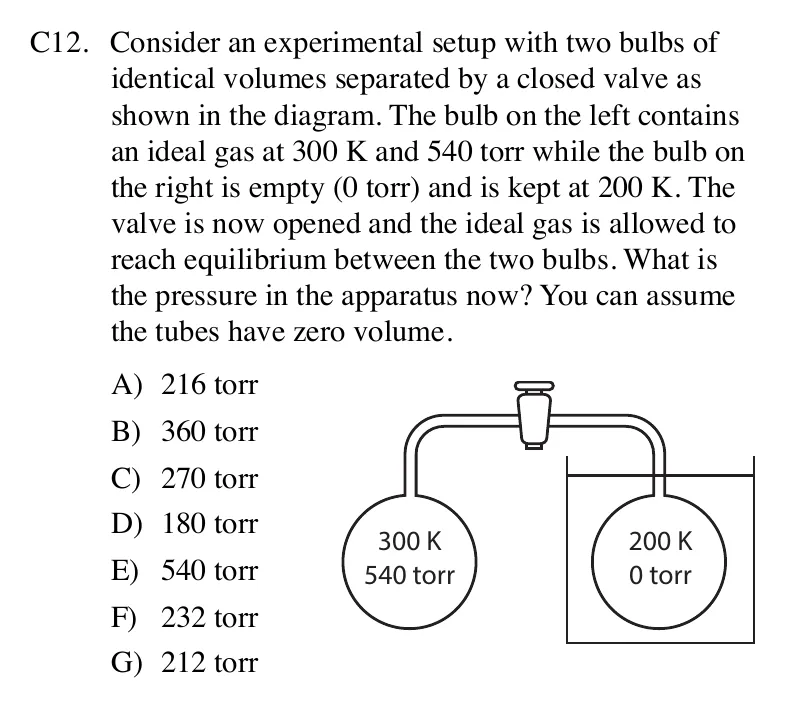 C12. Consider an experimental setup with two bulbs of
identical volumes separated by a closed valve as
shown in the diagram. The bulb on the left contains
an ideal gas at 300 K and 540 torr while the bulb on
the right is empty (0 torr) and is kept at 200 K. The
valve is now opened and the ideal gas is allowed to
reach equilibrium between the two bulbs. What is
the pressure in the apparatus now? You can assume
the tubes have zero volume.
A) 216 torr
B) 360 torr
C) 270 torr
D) 180 torr
E) 540 torr
F) 232 torr
G) 212 torr
300 K
540 torr
200 K
0 torr